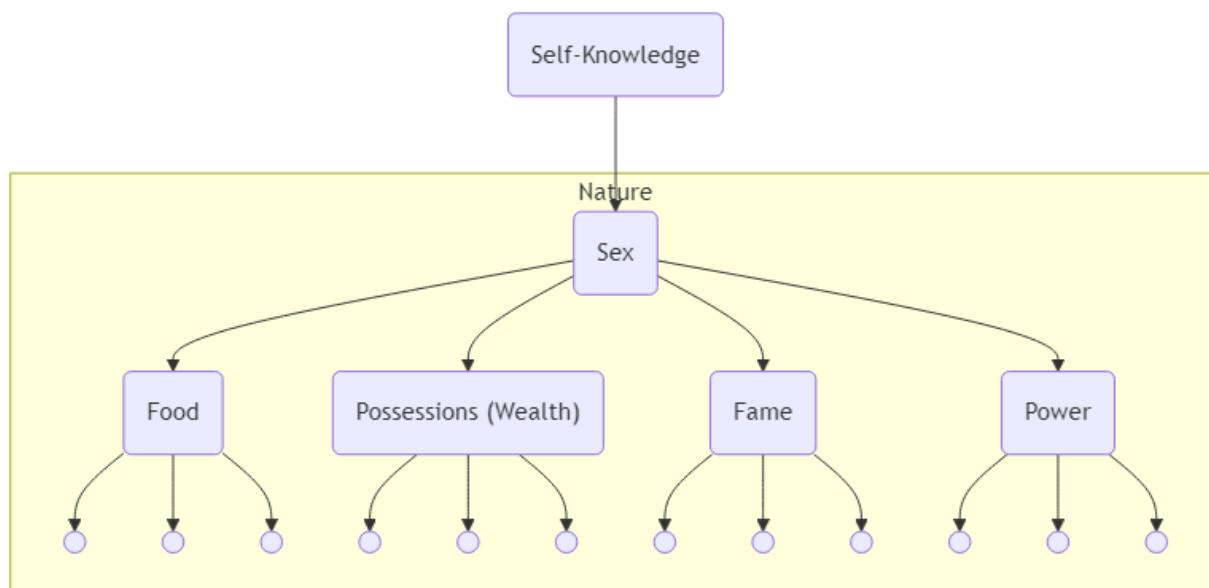 Self-Knowledge
Nature
Sex
Food
Possessions (Wealth)
Fame
Power